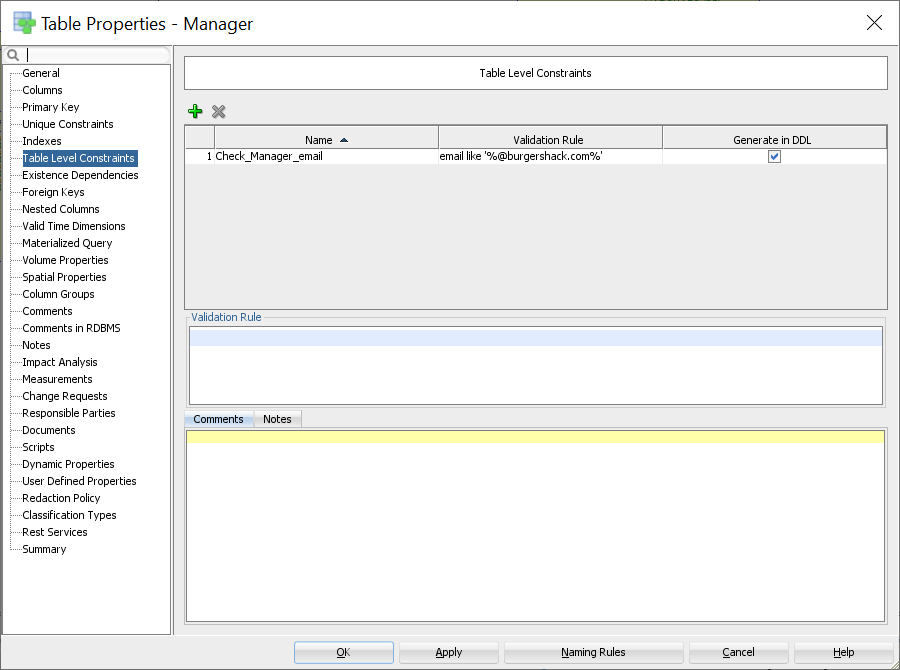 Table Properties - Manager
General
Columns
Primary Key
Unique Constraints
Indexes
Table Level Constraints
Existence Dependencies
Foreign Keys
Nested Columns
Valid Time Dimensions
Materialized Query
Volume Properties
Spatial Properties
Column Groups
Comments
Comments in RDBMS
Notes
Impact Analysis
Measurements
Change Requests
Responsible Parties
Documents
Scripts
Dynamic Properties
User Defined Properties
Redaction Policy
Classification Types
Rest Services
Summary
Table Level Constraints
Name Validation Rule Generate in DDL
1 Check_Manager_email email like '%@burgershack.com%'
Validation Rule
Comments Notes
OK Apply Naming Rules Cancel Help